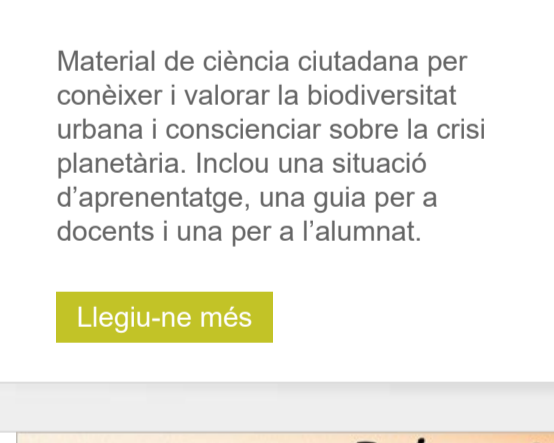 Material de ciència ciutadana per
conèixer i valorar la biodiversitat
urbana i conscienciar sobre la crisi
planetària. Inclou una situació
d’aprenentatge, una guia per a
docents i una per a l’alumnat.
Llegiu-ne més